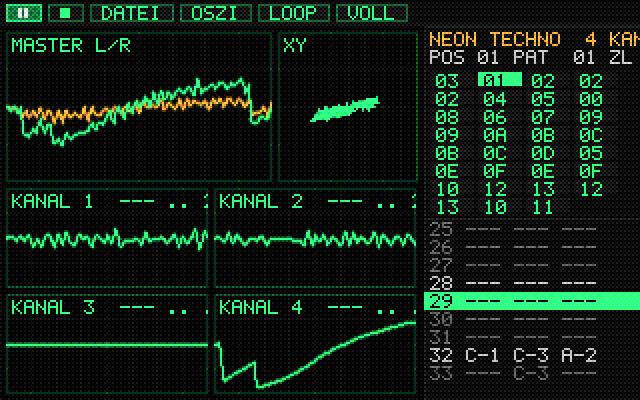 DATEI OSZI LOOP VOLL
MASTER L/R
XY
NEON TECHNO 4 KAN
POS 01 PAT 01 ZL
03 01 02 02
02 04 05 00
08 06 07 09
09 0A 0B 0C
0B 0C 0D 05
0E 0F 0E 0F
10 12 13 12
13 10 11
KANAL 1 --- ..
KANAL 2 --- ..
25 --- --- ---
26 --- --- ---
27 --- --- ---
28 --- --- ---
29 --- --- ---
30 --- --- ---
31 --- --- ---
32 C-1 C-3 A-2
33 --- C-3 ---
KANAL 3 --- ..
KANAL 4 --- ..